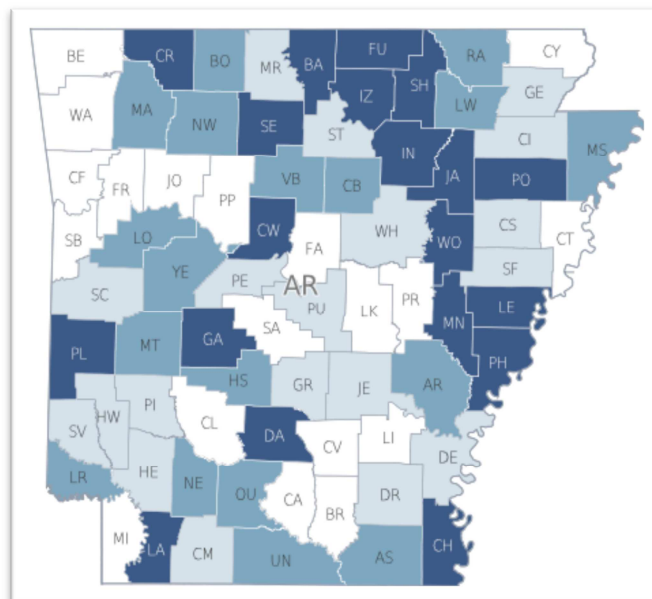 BE CR BO MR BA FU RA CY
WA MA NW SE IZ SH LW GE
ST IN CI MS
CF FR JO PP VB CB JA PO
SB LO YE CW FA WH WO CS CT
SF
SC PE AR PU LK PR LE
SA MN
PL MT GA PH
HS GR JE AR
HW PI CL
SV DA CV LI
LR HE NE OU CA DR DE
BR
MI LA CM UN AS CH